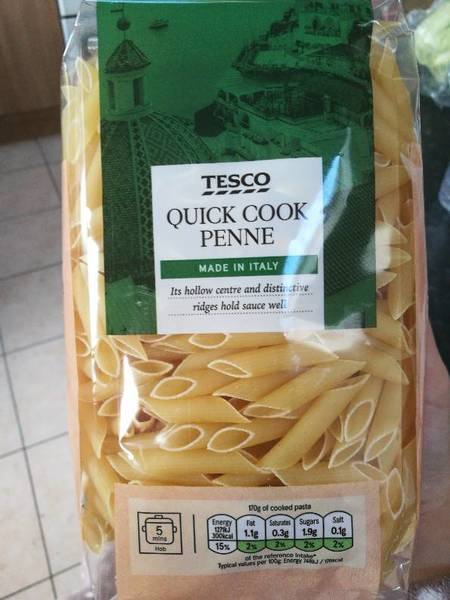 TESCO
QUICK COOK
PENNE
MADE IN ITALY
Its hollow centre and distinctive
ridges hold sauce well
170g of cooked pasta
5
mins
Hob
Energy Fat Saturates Sugars Salt
1271kJ
300kcal 1.1g 0.3g 1.9g 0.1g
15% 2% 2% 2% 2%
of the reference intake*
Typical values per 100g: Energy